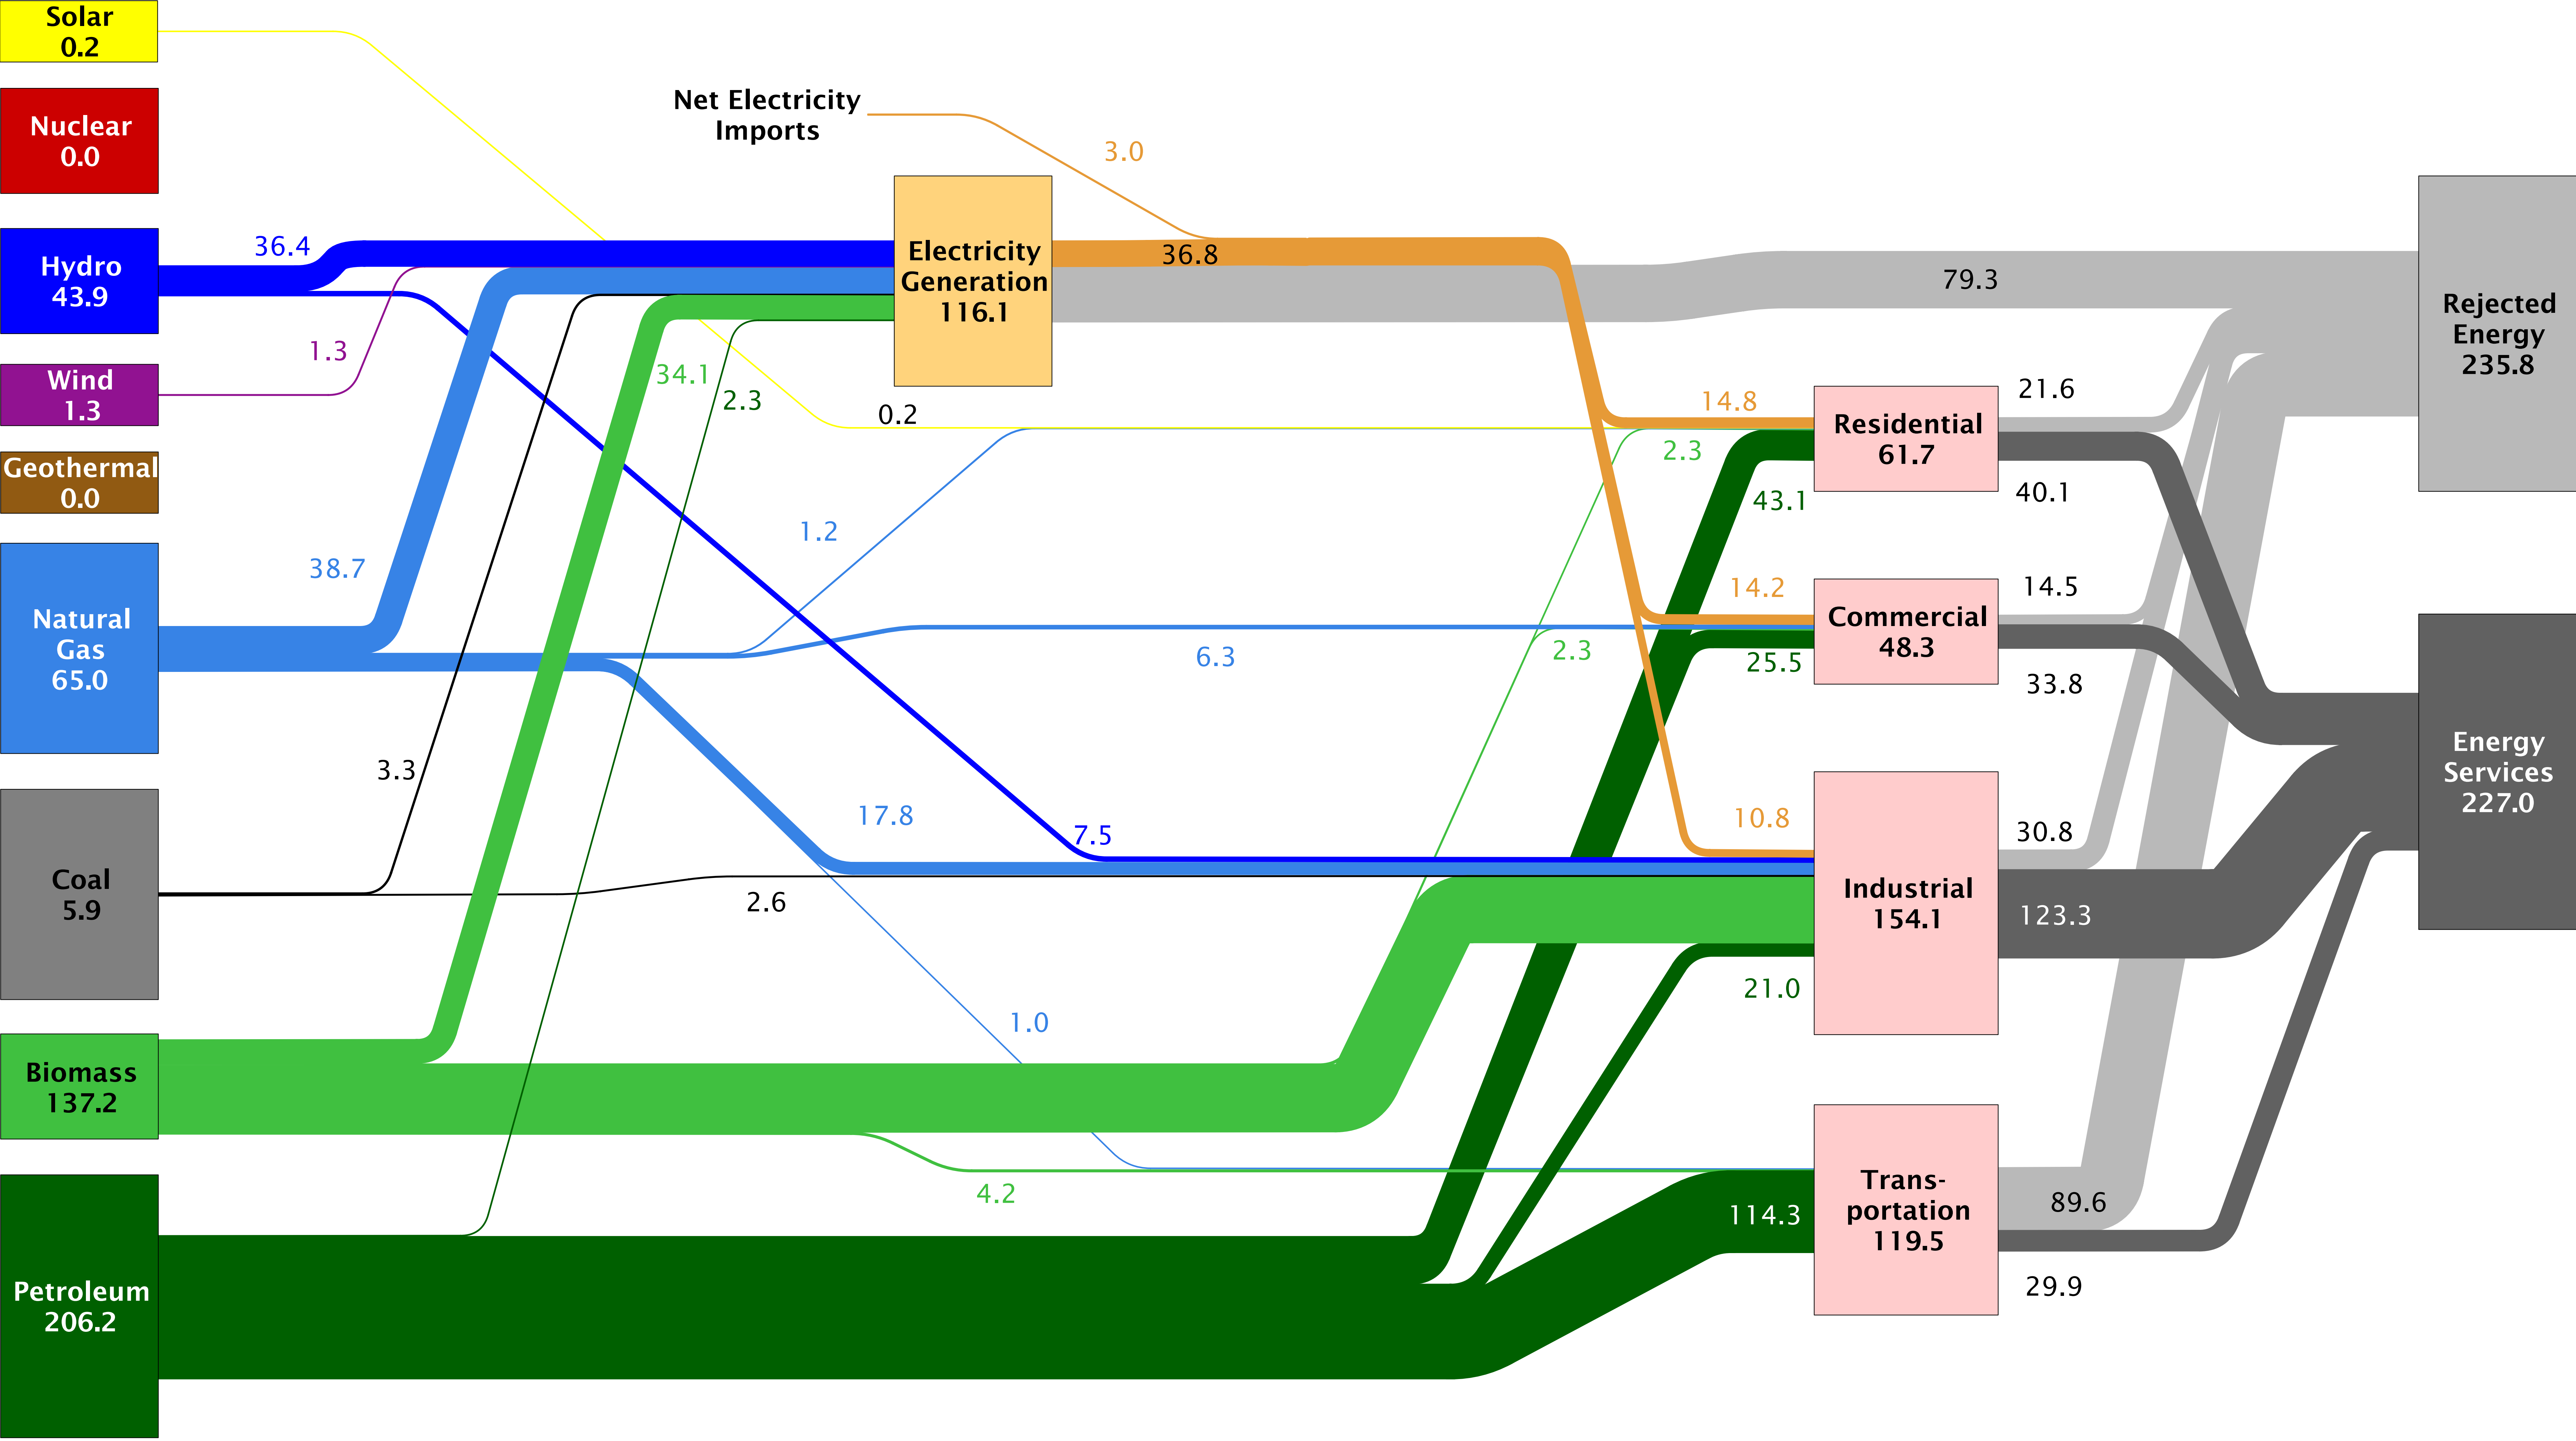 Solar
0.2
Nuclear
0.0
Hydro
43.9
Wind
1.3
Geothermal
0.0
Natural
Gas
65.0
Coal
5.9
Biomass
137.2
Petroleum
206.2
36.4
1.3
38.7
3.3
34.1
2.3
Net Electricity
Imports
3.0
Electricity
Generation
116.1
36.8
79.3
0.2
1.2
6.3
17.8
7.5
2.6
1.0
4.2
14.8
2.3
43.1
14.2
2.3
25.5
10.8
21.0
114.3
Residential
61.7
Commercial
48.3
Industrial
154.1
Trans-
portation
119.5
21.6
40.1
14.5
33.8
30.8
123.3
89.6
29.9
Rejected
Energy
235.8
Energy
Services
227.0